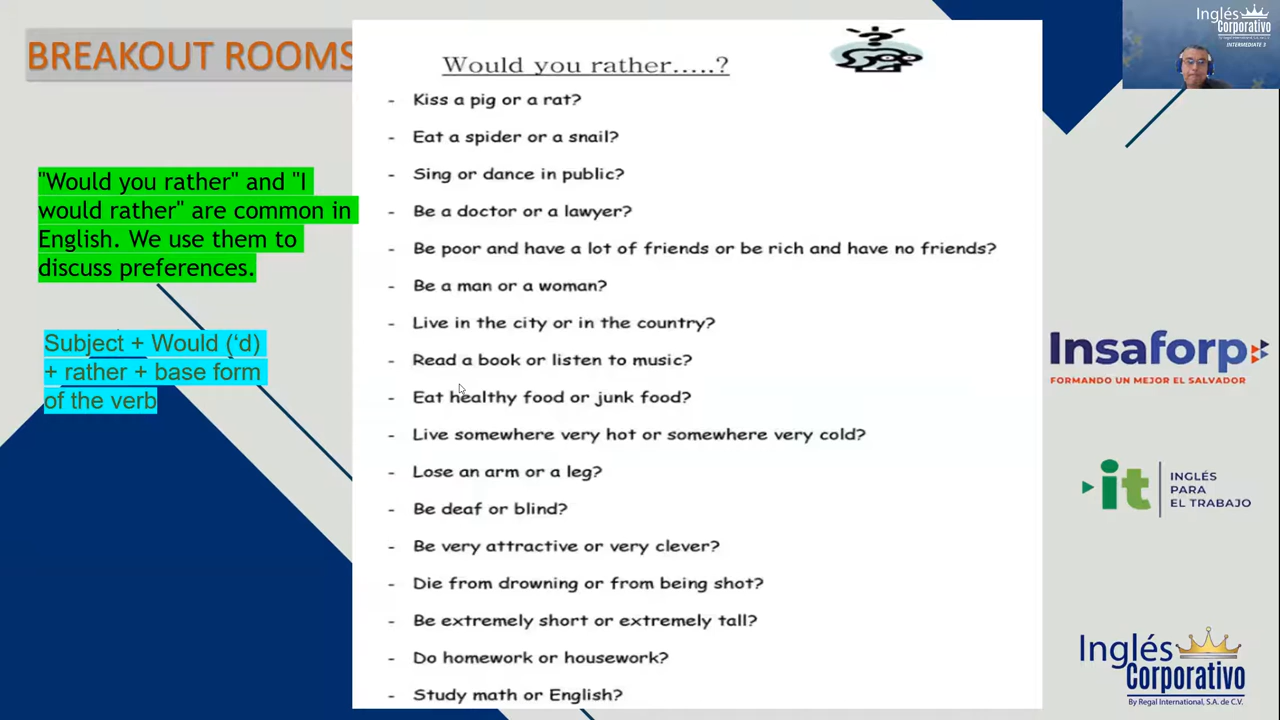 BREAKOUT ROOMS
"Would you rather" and "I
would rather" are common in
English. We use them to
discuss preferences.
Subject + Would (‘d)
+ rather + base form
of the verb
Would you rather.....?
- Kiss a pig or a rat?
- Eat a spider or a snail?
- Sing or dance in public?
- Be a doctor or a lawyer?
- Be poor and have a lot of friends or be rich and have no friends?
- Be a man or a woman?
- Live in the city or in the country?
- Read a book or listen to music?
- Eat healthy food or junk food?
- Live somewhere very hot or somewhere very cold?
- Lose an arm or a leg?
- Be deaf or blind?
- Be very attractive or very clever?
- Die from drowning or from being shot?
- Be extremely short or extremely tall?
- Do homework or housework?
- Study math or English?
Inglés
Corporativo
By Regal International, S.A. de C.V.
INTERMEDIATE 3
Insaforp
FORMANDO UN MEJOR EL SALVADOR
it
INGLÉS
PARA
EL TRABAJO
Inglés
Corporativo
By Regal International, S.A. de C.V.